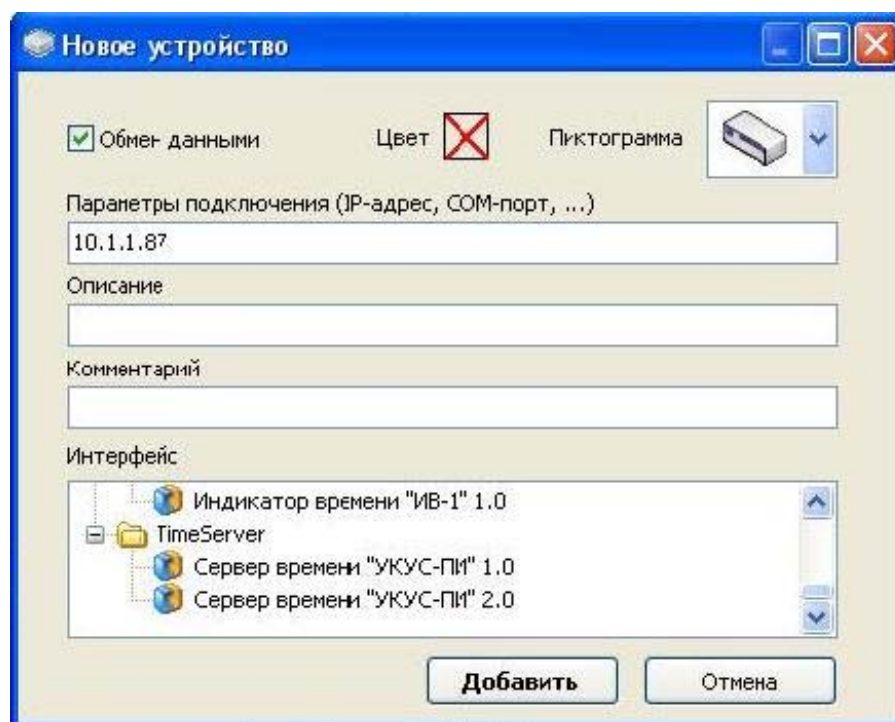 Новое устройство
Обмен данными Цвет Пиктограмма
Параметры подключения (IP-адрес, COM-порт, ...)
10.1.1.87
Описание
Комментарий
Интерфейс
Индикатор времени "ИВ-1" 1.0
TimeServer
Сервер времени "УКУС-ПИ" 1.0
Сервер времени "УКУС-ПИ" 2.0
Добавить Отмена